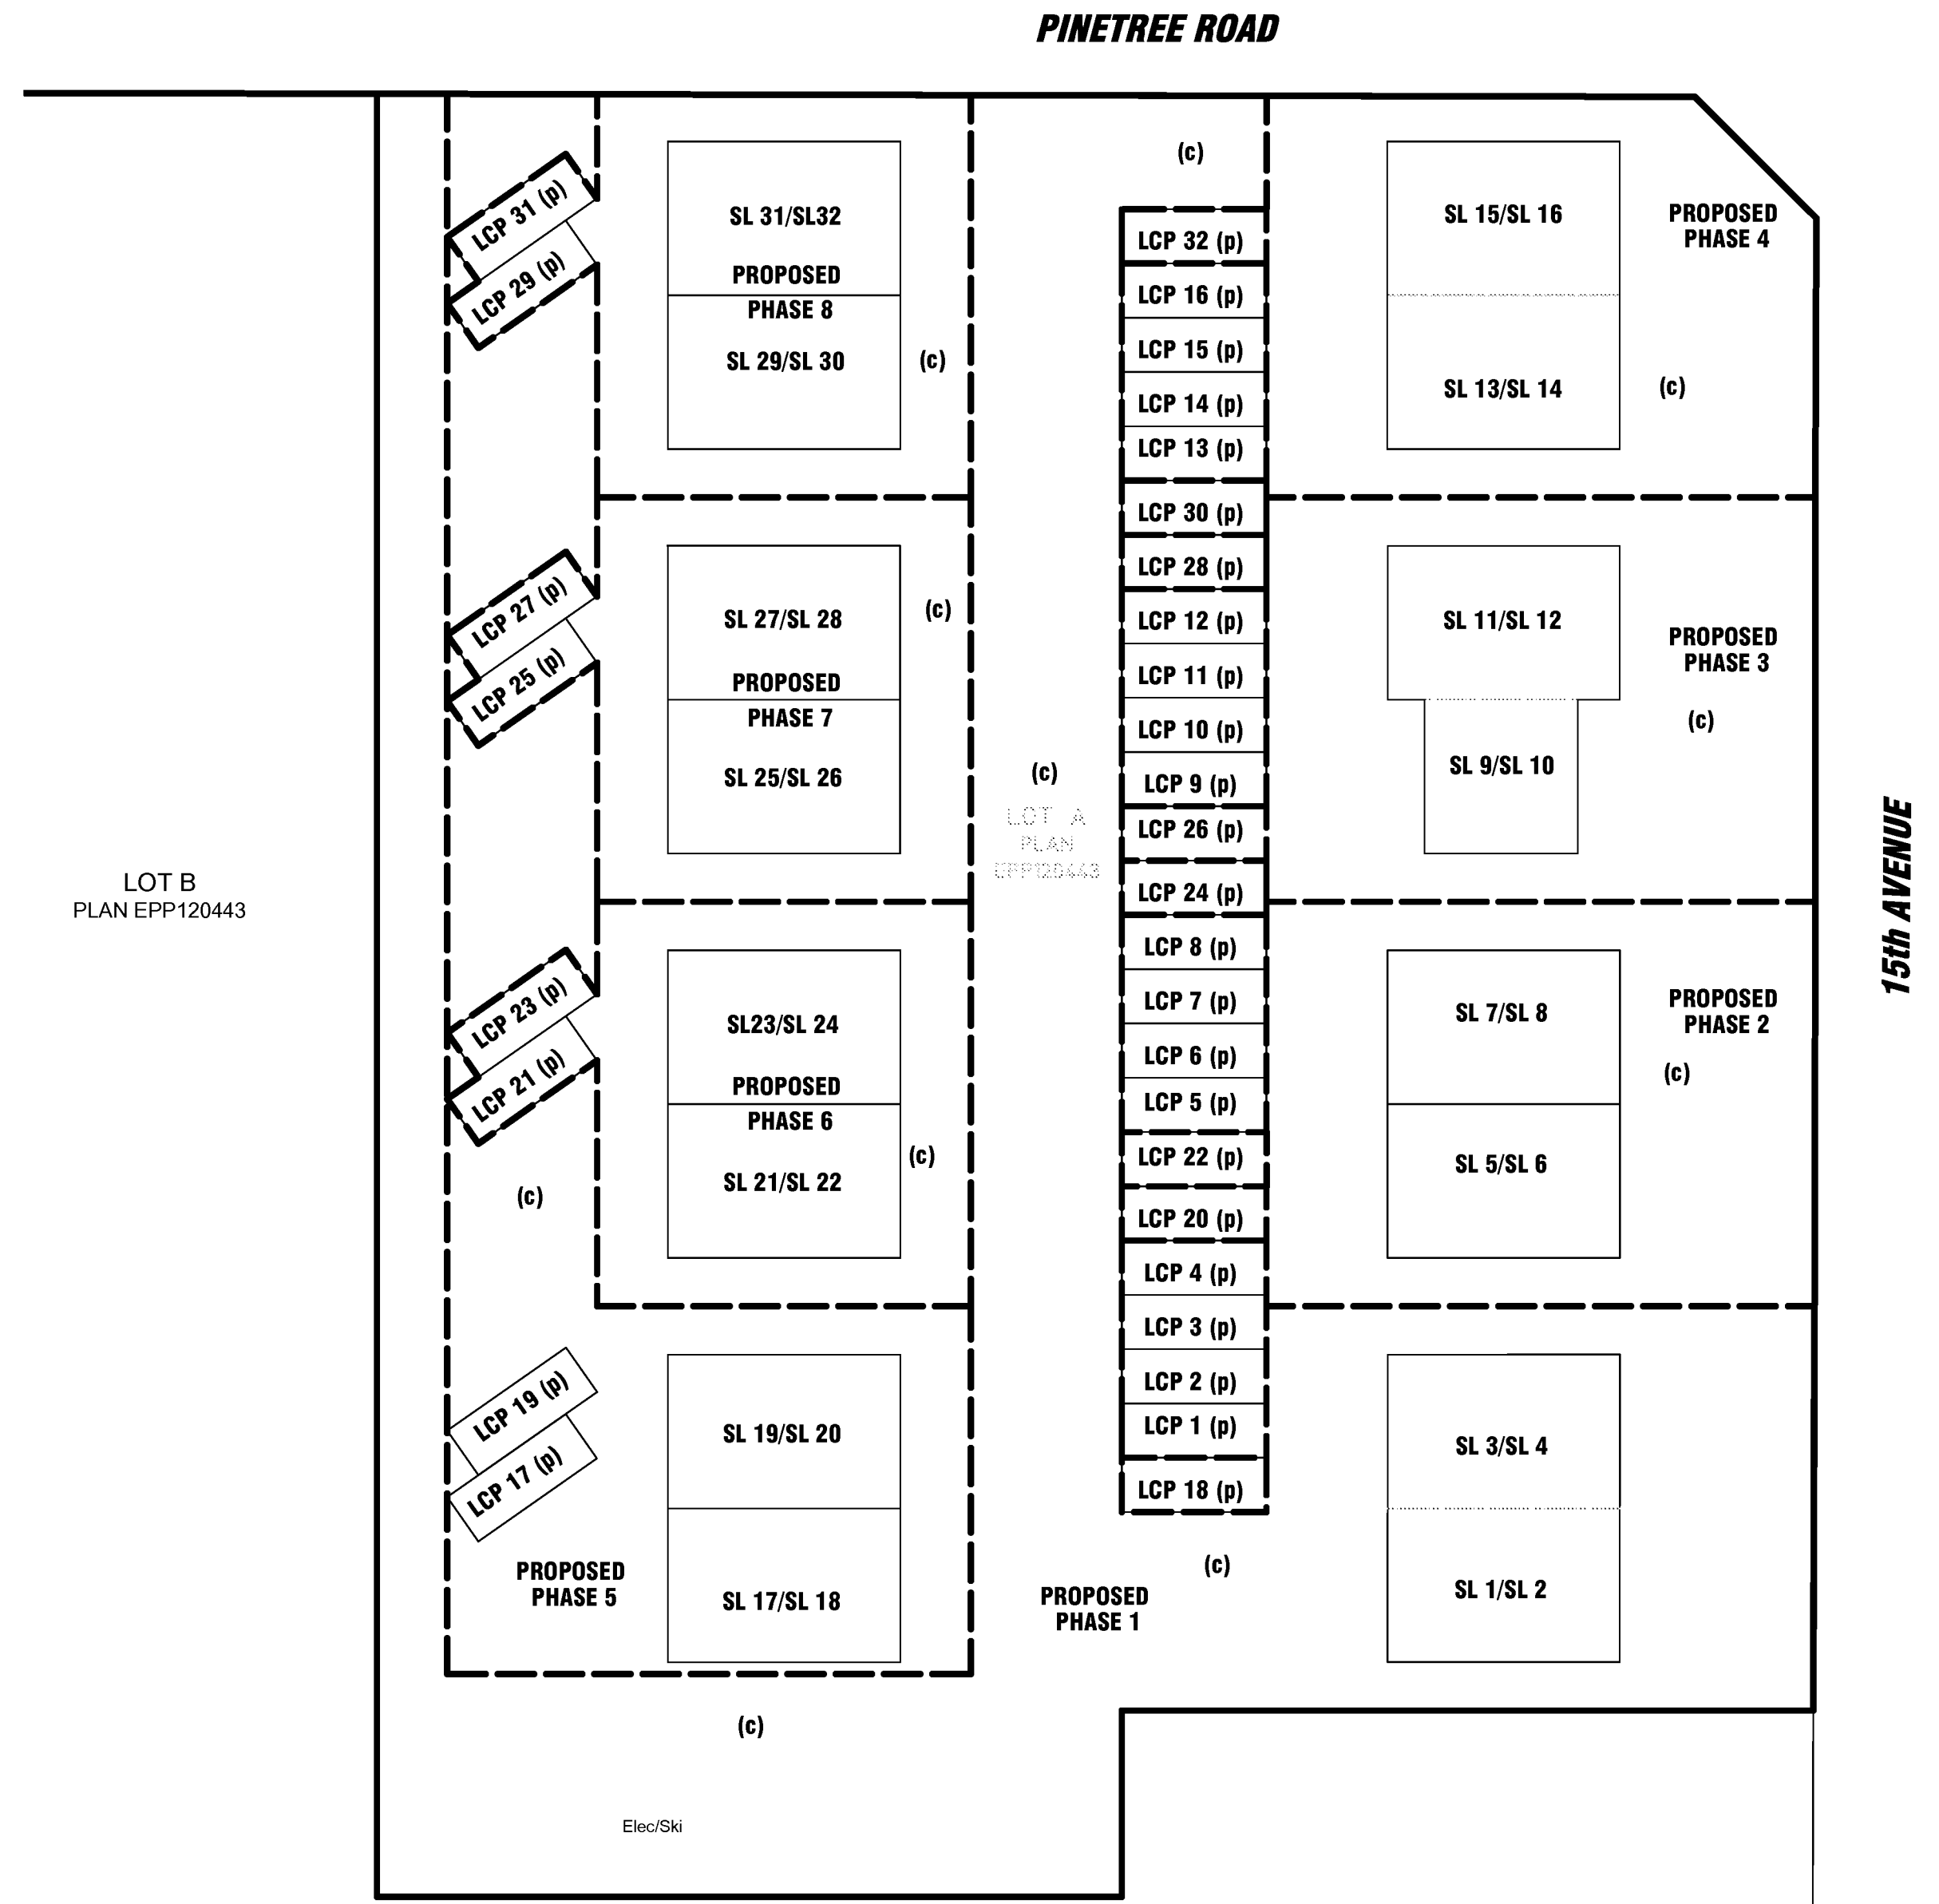 PINETREE ROAD
(c)
LCP 31 (p)
LCP 29 (p)
SL 31/SL32
PROPOSED
PHASE 8
SL 29/SL 30
(c)
LCP 32 (p)
LCP 16 (p)
LCP 15 (p)
LCP 14 (p)
LCP 13 (p)
SL 15/SL 16
PROPOSED
PHASE 4
SL 13/SL 14
(c)
LCP 27 (p)
LCP 25 (p)
SL 27/SL 28
(c)
PROPOSED
PHASE 7
SL 25/SL 26
LCP 30 (p)
LCP 28 (p)
LCP 12 (p)
LCP 11 (p)
LCP 10 (p)
LCP 9 (p)
LCP 26 (p)
LCP 24 (p)
SL 11/SL 12
PROPOSED
PHASE 3
(c)
SL 9/SL 10
(c)
LOT A
PLAN
EPP120443
15th AVENUE
LOT B
PLAN EPP120443
LCP 23 (p)
LCP 21 (p)
(c)
SL23/SL 24
PROPOSED
PHASE 6
SL 21/SL 22
(c)
LCP 8 (p)
LCP 7 (p)
LCP 6 (p)
LCP 5 (p)
LCP 22 (p)
LCP 20 (p)
SL 7/SL 8
PROPOSED
PHASE 2
(c)
SL 5/SL 6
LCP 19 (p)
LCP 17 (p)
PROPOSED
PHASE 5
SL 19/SL 20
SL 17/SL 18
LCP 4 (p)
LCP 3 (p)
LCP 2 (p)
LCP 1 (p)
LCP 18 (p)
(c)
PROPOSED
PHASE 1
SL 3/SL 4
SL 1/SL 2
(c)
Elec/Ski